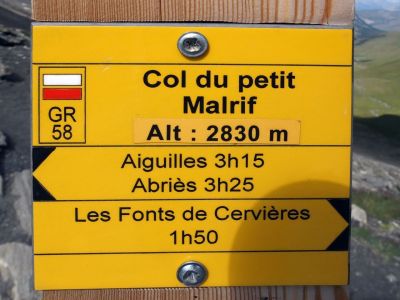 Col du petit
Malrif
GR
58
Alt : 2830 m
Aiguilles 3h15
Abriès 3h25
Les Fonts de Cervières
1h50